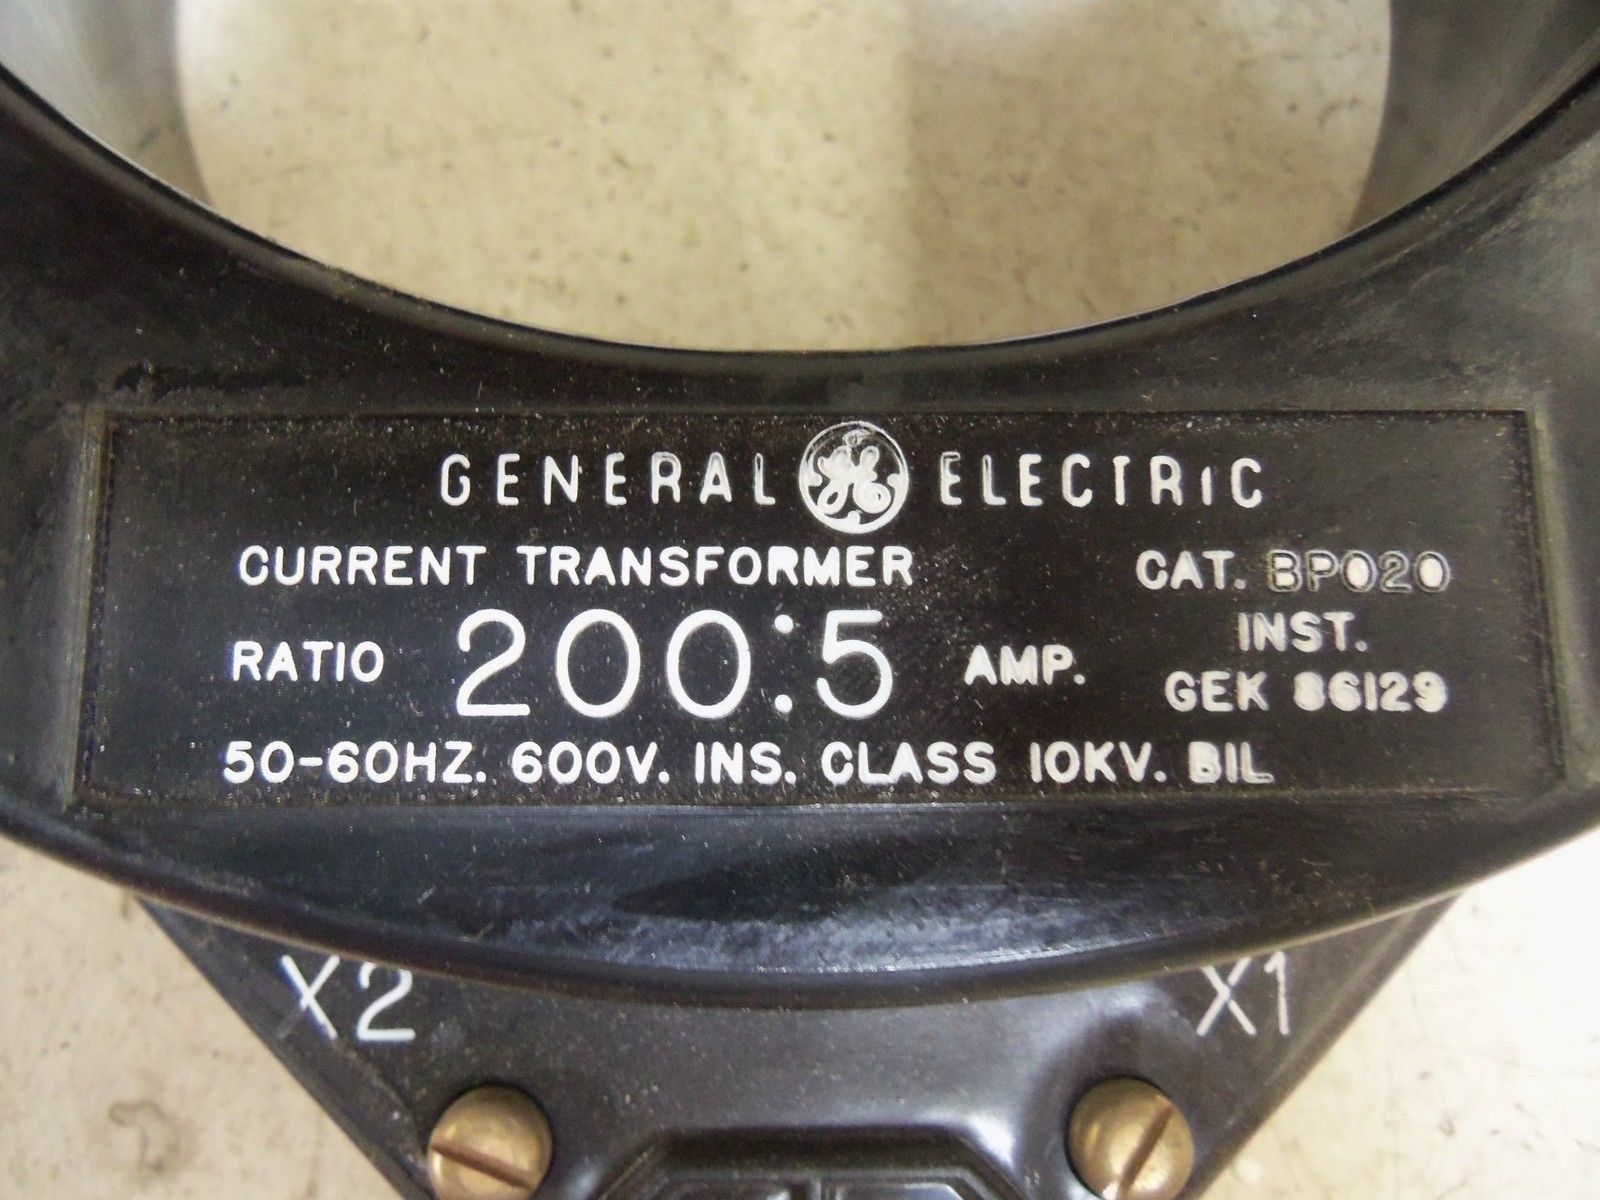 GENERAL GE ELECTRIC
CURRENT TRANSFORMER CAT. BP020
RATIO 200:5 AMP. INST.
GEK 86129
50-60HZ. 600V. INS. CLASS 10KV. BIL
X2 X1